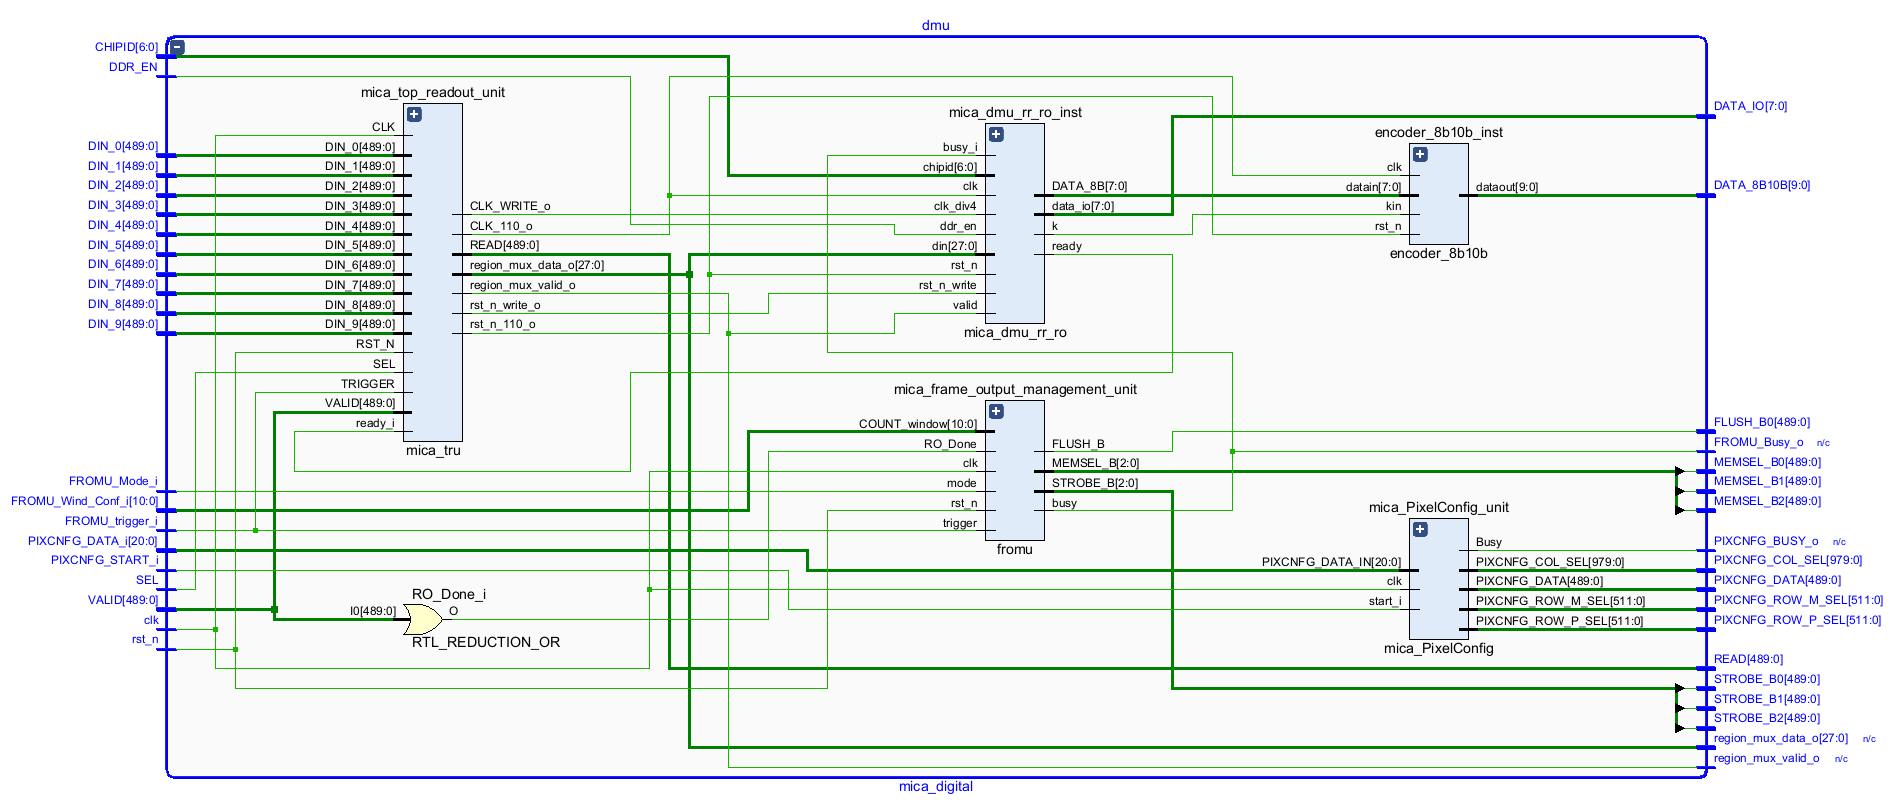 dmu
CHIPID[6:0]
DDR_EN
DIN_0[489:0]
DIN_1[489:0]
DIN_2[489:0]
DIN_3[489:0]
DIN_4[489:0]
DIN_5[489:0]
DIN_6[489:0]
DIN_7[489:0]
DIN_8[489:0]
DIN_9[489:0]
FROMU_Mode_i
FROMU_Wind_Conf_i[10:0]
FROMU_trigger_i
PIXCNFG_DATA_i[20:0]
PIXCNFG_START_i
SEL
VALID[489:0]
clk
rst_n
mica_top_readout_unit
CLK
DIN_0[489:0]
DIN_1[489:0]
DIN_2[489:0]
DIN_3[489:0]
DIN_4[489:0]
DIN_5[489:0]
DIN_6[489:0]
DIN_7[489:0]
DIN_8[489:0]
DIN_9[489:0]
RST_N
SEL
TRIGGER
VALID[489:0]
ready_i
CLK_WRITE_o
CLK_110_o
READ[489:0]
region_mux_data_o[27:0]
region_mux_valid_o
rst_n_write_o
rst_n_110_o
mica_tru
RO_Done_i
I0[489:0]
O
RTL_REDUCTION_OR
mica_dmu_rr_ro_inst
busy_i
chipid[6:0]
clk
clk_div4
ddr_en
din[27:0]
rst_n
rst_n_write
valid
DATA_8B[7:0]
data_io[7:0]
k
ready
mica_dmu_rr_ro
mica_frame_output_management_unit
COUNT_window[10:0]
RO_Done
clk
mode
rst_n
trigger
FLUSH_B
MEMSEL_B[2:0]
STROBE_B[2:0]
busy
fromu
encoder_8b10b_inst
clk
datain[7:0]
kin
rst_n
dataout[9:0]
encoder_8b10b
mica_PixelConfig_unit
PIXCNFG_DATA_IN[20:0]
clk
start_i
Busy
PIXCNFG_COL_SEL[979:0]
PIXCNFG_DATA[489:0]
PIXCNFG_ROW_M_SEL[511:0]
PIXCNFG_ROW_P_SEL[511:0]
mica_PixelConfig
DATA_IO[7:0]
DATA_8B10B[9:0]
FLUSH_B0[489:0]
FROMU_Busy_o n/c
MEMSEL_B0[489:0]
MEMSEL_B1[489:0]
MEMSEL_B2[489:0]
PIXCNFG_BUSY_o n/c
PIXCNFG_COL_SEL[979:0]
PIXCNFG_DATA[489:0]
PIXCNFG_ROW_M_SEL[511:0]
PIXCNFG_ROW_P_SEL[511:0]
READ[489:0]
STROBE_B0[489:0]
STROBE_B1[489:0]
STROBE_B2[489:0]
region_mux_data_o[27:0] n/c
region_mux_valid_o n/c
mica_digital